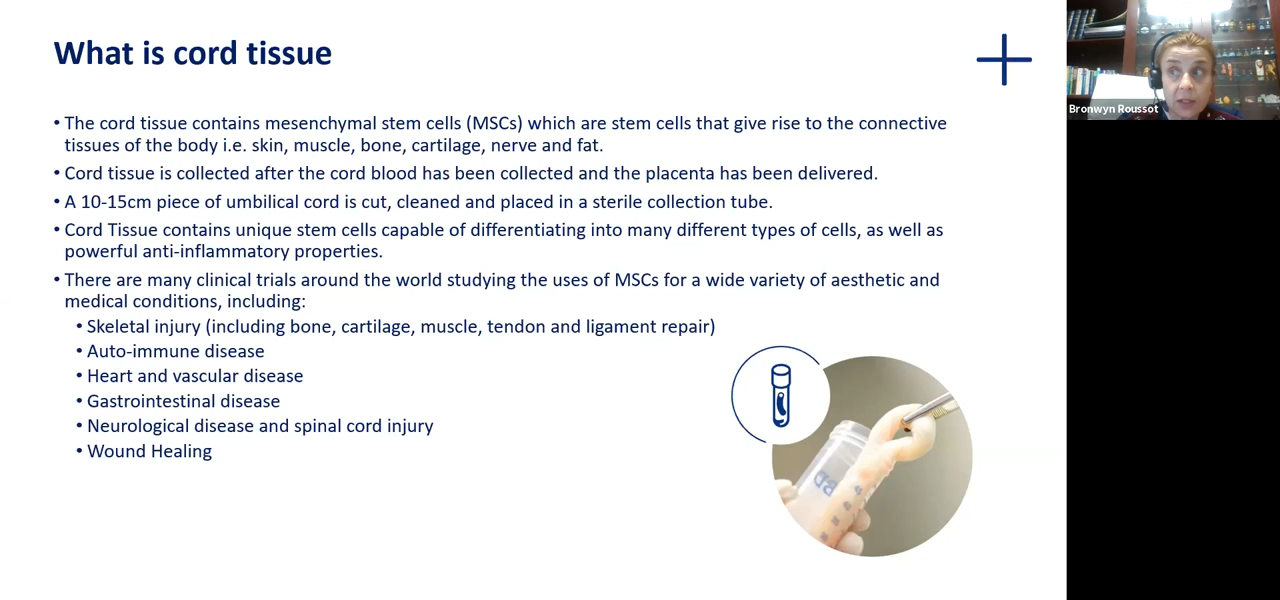 What is cord tissue
• The cord tissue contains mesenchymal stem cells (MSCs) which are stem cells that give rise to the connective
tissues of the body i.e. skin, muscle, bone, cartilage, nerve and fat.
• Cord tissue is collected after the cord blood has been collected and the placenta has been delivered.
• A 10-15cm piece of umbilical cord is cut, cleaned and placed in a sterile collection tube.
• Cord Tissue contains unique stem cells capable of differentiating into many different types of cells, as well as
powerful anti-inflammatory properties.
• There are many clinical trials around the world studying the uses of MSCs for a wide variety of aesthetic and
medical conditions, including:
• Skeletal injury (including bone, cartilage, muscle, tendon and ligament repair)
• Auto-immune disease
• Heart and vascular disease
• Gastrointestinal disease
• Neurological disease and spinal cord injury
• Wound Healing
BD
Bronwyn Roussot